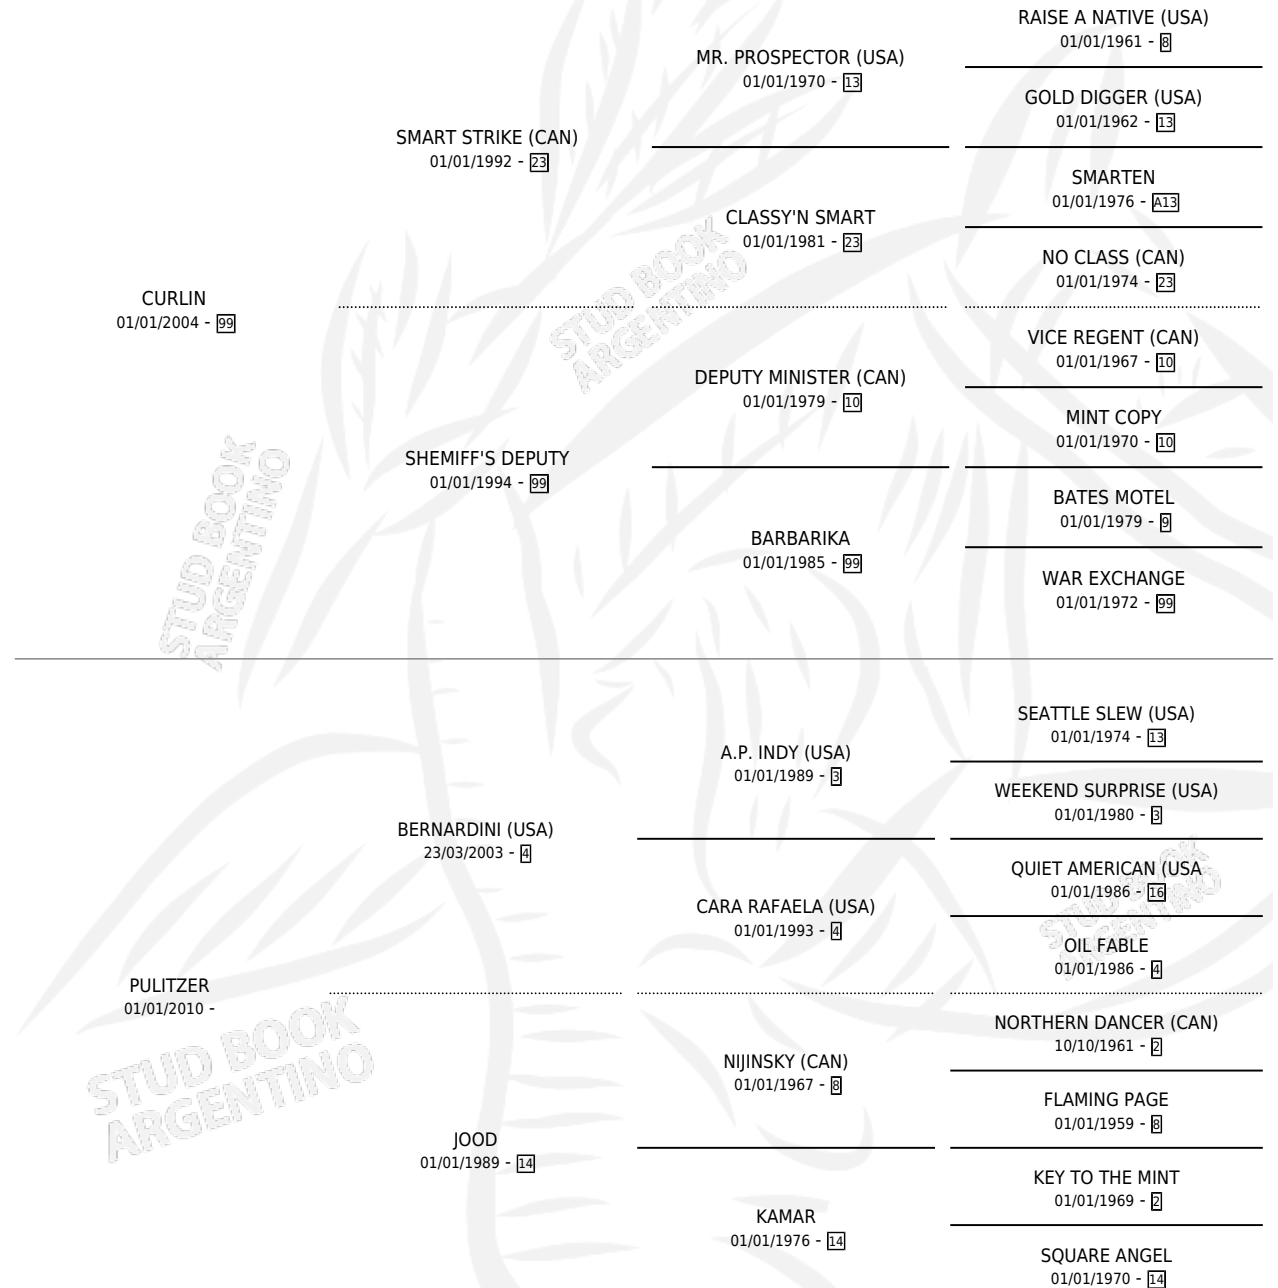 RAISE A NATIVE (USA)
01/01/1961 - 8
MR. PROSPECTOR (USA)
01/01/1970 - 13
GOLD DIGGER (USA)
01/01/1962 - 13
SMART STRIKE (CAN)
01/01/1992 - 23
SMARTEN
01/01/1976 - A13
CLASSY'N SMART
01/01/1981 - 23
NO CLASS (CAN)
01/01/1974 - 23
CURLIN
01/01/2004 - 99
VICE REGENT (CAN)
01/01/1967 - 10
DEPUTY MINISTER (CAN)
01/01/1979 - 10
MINT COPY
01/01/1970 - 10
SHEMIFF'S DEPUTY
01/01/1994 - 99
BATES MOTEL
01/01/1979 - 9
BARBARIKA
01/01/1985 - 99
WAR EXCHANGE
01/01/1972 - 99
SEATTLE SLEW (USA)
01/01/1974 - 13
A.P. INDY (USA)
01/01/1989 - 3
WEEKEND SURPRISE (USA)
01/01/1980 - 3
BERNARDINI (USA)
23/03/2003 - 4
QUIET AMERICAN (USA
01/01/1986 - 16
CARA RAFAELA (USA)
01/01/1993 - 4
OIL FABLE
01/01/1986 - 4
PULITZER
01/01/2010 -
NORTHERN DANCER (CAN)
10/10/1961 - 2
NIJINSKY (CAN)
01/01/1967 - 8
FLAMING PAGE
01/01/1959 - 8
JOOD
01/01/1989 - 14
KEY TO THE MINT
01/01/1969 - 2
KAMAR
01/01/1976 - 14
SQUARE ANGEL
01/01/1970 - 14
STUD BOOK
ARGENTINO
STUD BOOK
ARGENTINO
STUD BOOK
ARGENTINO
STUD BOOK
ARGENTINO